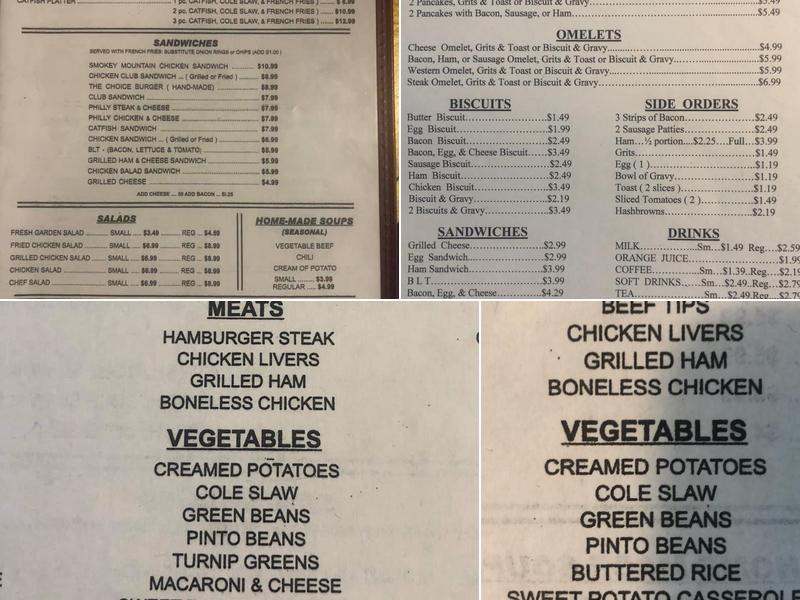 CATFISH PLATTER 1 pc. CATFISH, COLE SLAW, & FRENCH FRIES )
2 pc. CATFISH, COLE SLAW, & FRENCH FRIES ) ...... $10.99
3 pc. CATFISH, COLE SLAW, & FRENCH FRIES ) ...... $12.99
SANDWICHES
SERVED WITH FRENCH FRIES: SUBSTITUTE ONION RINGS or CHIPS (ADD $1.00 )
SMOKEY MOUNTAIN CHICKEN SANDWICH ..... $10.99
CHICKEN CLUB SANDWICH ... ( Grilled or Fried ) ..... $8.99
THE CHOICE BURGER ( HAND-MADE) ..... $8.99
CLUB SANDWICH ..... $7.99
PHILLY STEAK & CHEESE ..... $7.99
PHILLY CHICKEN & CHEESE ..... $7.99
CATFISH SANDWICH ..... $7.99
CHICKEN SANDWICH ... ( Grilled or Fried ) ..... $6.99
BLT - (BACON, LETTUCE & TOMATO) ..... $5.99
GRILLED HAM & CHEESE SANDWICH ..... $5.99
CHICKEN SALAD SANDWICH ..... $5.99
GRILLED CHEESE ..... $4.99
ADD CHEESE ... .50 ADD BACON ... $1.25
SALADS
FRESH GARDEN SALAD ..... SMALL .... $3.49 ..... REG ... $4.59
FRIED CHICKEN SALAD ..... SMALL .... $6.99 ..... REG ... $8.99
GRILLED CHICKEN SALAD ..... SMALL .... $6.99 ..... REG ... $8.99
CHICKEN SALAD ..... SMALL .... $6.99 ..... REG ... $8.99
CHEF SALAD ..... SMALL .... $6.99 ..... REG ... $8.99
HOME-MADE SOUPS
(SEASONAL)
VEGETABLE BEEF
CHILI
CREAM OF POTATO
SMALL ..... $3.99
REGULAR ..... $4.99
2 Pancakes, Grits & Toast or Biscuit & Gravy $5.49
2 Pancakes with Bacon, Sausage, or Ham $5.49
OMELETS
Cheese Omelet, Grits & Toast or Biscuit & Gravy $4.99
Bacon, Ham, or Sausage Omelet, Grits & Toast or Biscuit & Gravy $5.99
Western Omelet, Grits & Toast or Biscuit & Gravy $5.99
Steak Omelet, Grits & Toast or Biscuit & Gravy $6.99
BISCUITS
Butter Biscuit $1.49
Egg Biscuit $1.99
Bacon Biscuit $2.49
Bacon, Egg, & Cheese Biscuit $3.49
Sausage Biscuit $2.49
Ham Biscuit $2.49
Chicken Biscuit $3.49
Biscuit & Gravy $2.19
2 Biscuits & Gravy $3.49
SIDE ORDERS
3 Strips of Bacon $2.49
2 Sausage Patties $2.49
Ham...½ portion....$2.25....Full...$3.99
Grits $1.49
Egg ( 1 ) $1.19
Bowl of Gravy $1.19
Toast ( 2 slices ) $1.19
Sliced Tomatoes ( 2 ) $1.49
Hashbrowns $2.19
SANDWICHES
Grilled Cheese $2.99
Egg Sandwich $2.99
Ham Sandwich $3.99
B L T $3.99
Bacon, Egg, & Cheese $4.29
DRINKS
MILK Sm...$1.49 Reg....$2.59
ORANGE JUICE $1.99
COFFEE Sm...$1.39..Reg....$2.19
SOFT DRINKS Sm...$2.49..Reg....$2.79
TEA Sm...$2.49.Reg....$2.79
MEATS
HAMBURGER STEAK
CHICKEN LIVERS
GRILLED HAM
BONELESS CHICKEN
VEGETABLES
CREAMED POTATOES
COLE SLAW
GREEN BEANS
PINTO BEANS
TURNIP GREENS
MACARONI & CHEESE
BEEF TIPS
CHICKEN LIVERS
GRILLED HAM
BONELESS CHICKEN
VEGETABLES
CREAMED POTATOES
COLE SLAW
GREEN BEANS
PINTO BEANS
BUTTERED RICE
SWEET POTATO CASSEROLE